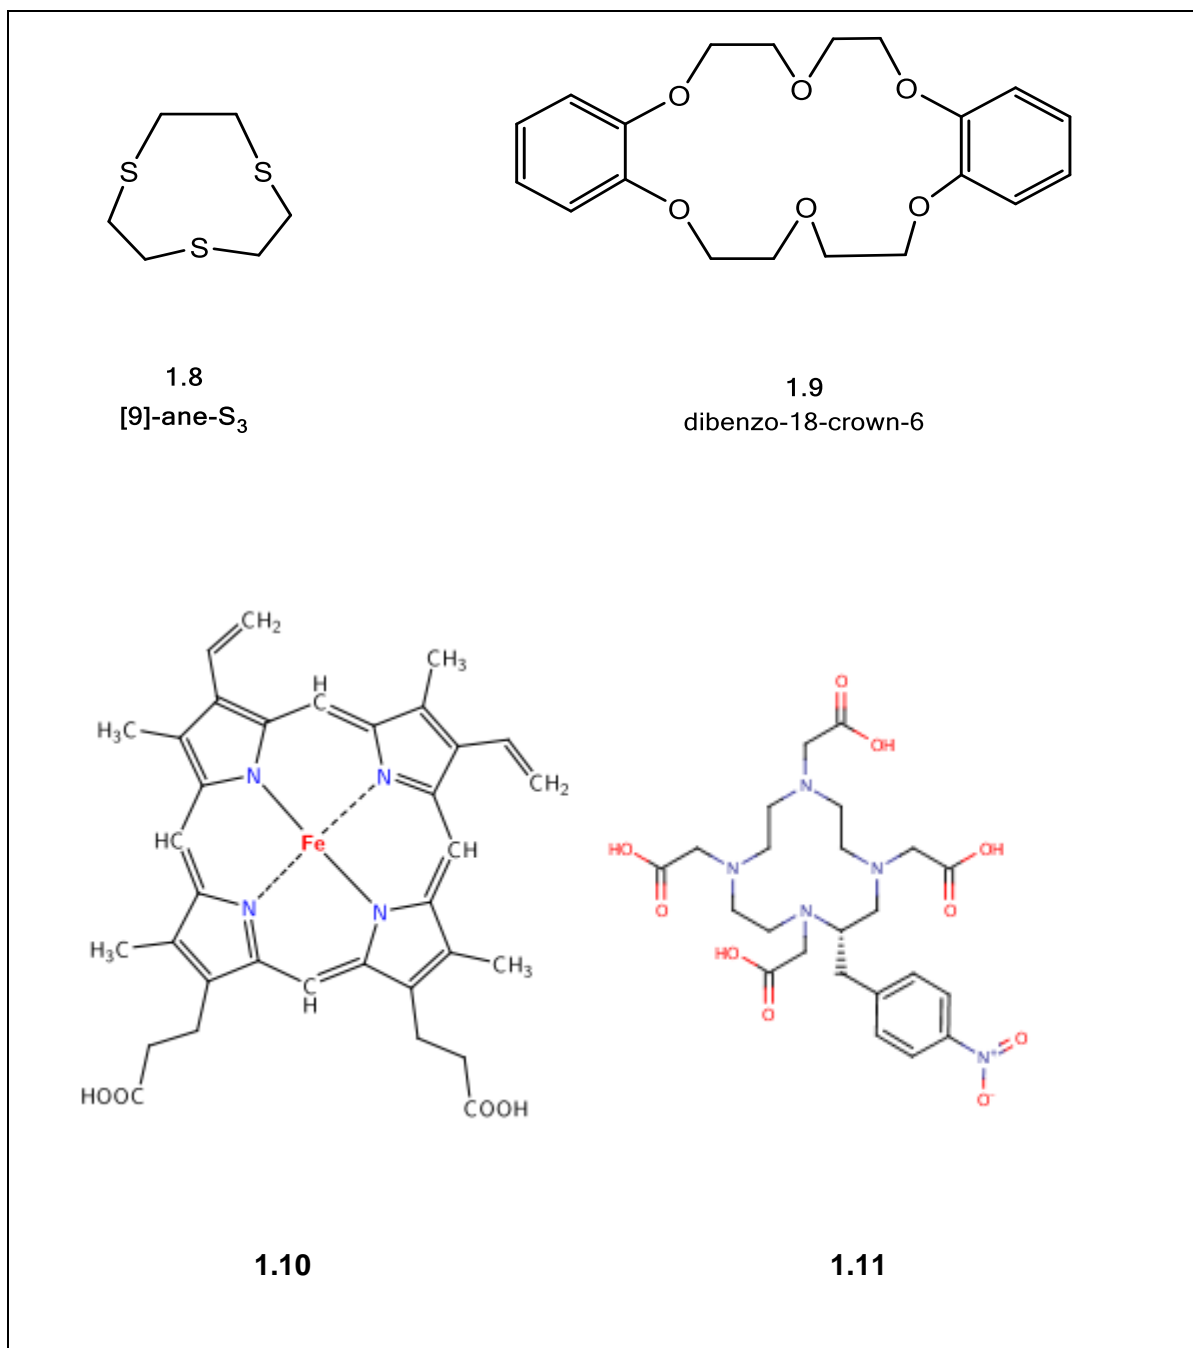 S
S
S
O
O
O
O
O
O
1.8
[9]-ane-S3
1.9
dibenzo-18-crown-6
CH2
H
C
CH3
H3C
N
N
CH2
HC
Fe
CH
N
N
H3C
CH3
C
H
HOOC
COOH
O
OH
N
HO
O
N
N
OH
O
N
HO
O
N+
O
O-
1.10
1.11